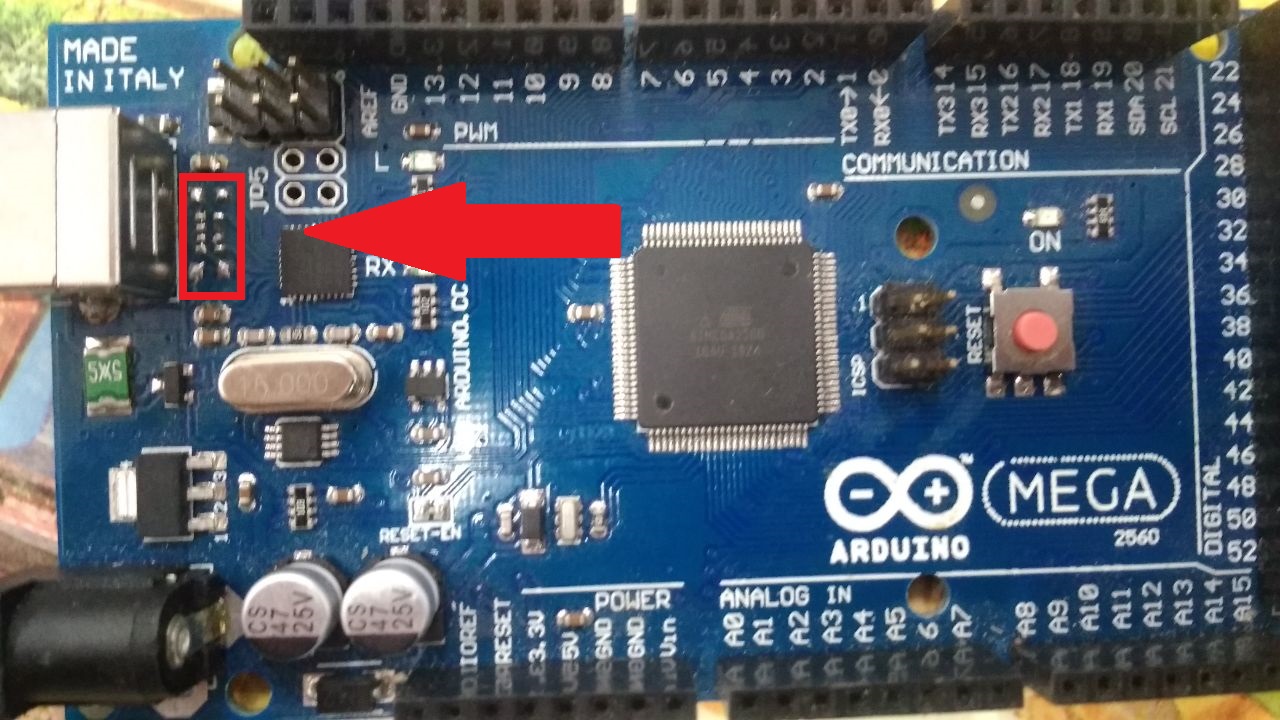 MADE
IN ITALY
AREF
GND
13
12
11
10
9
8
7
6
5
4
3
2
TX0→1
RX0←0
TX3 14
RX3 15
TX2 16
RX2 17
TX1 18
RX1 19
SDA 20
SCL 21
PWM
COMMUNICATION
L
JP5
RX
ON
22
24
26
28
30
32
34
36
38
40
42
44
46
48
50
52
DIGITAL
1
ICSP
RESET
ARDUINO.CC
16.000
RESET-EN
MEGA
2560
ARDUINO
TM
CS
47
25V
CS
47
25V
POWER
IOREF
RESET
3.3V
5V
GND
GND
Vin
ANALOG IN
A0
A1
A2
A3
A4
A5
6
A7
A8
A9
A10
A11
A12
A13
A14
A15